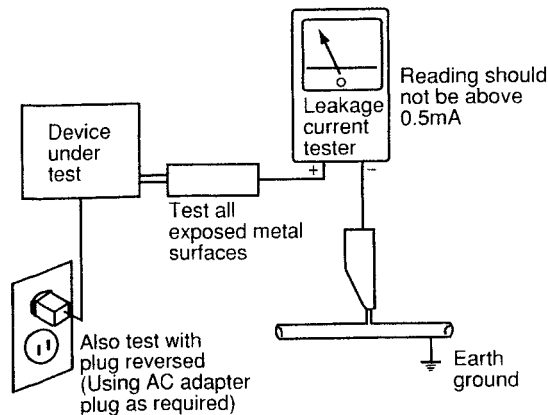 Device
under
test
Leakage
current
tester
+ −
Reading should
not be above
0.5mA
Test all
exposed metal
surfaces
Also test with
plug reversed
(Using AC adapter
plug as required)
Earth
ground